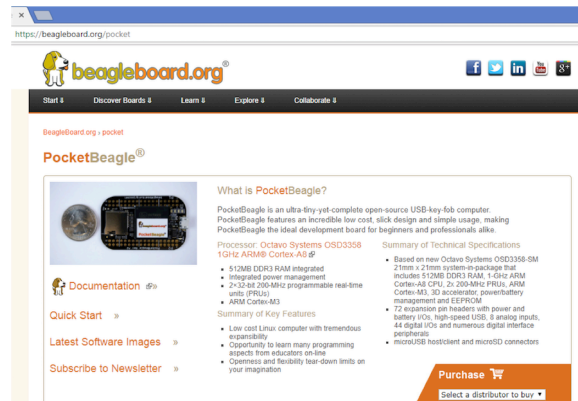 https://beagleboard.org/pocket
beagleboard.org®
Start ⇓ Discover Boards ⇓ Learn ⇓ Explore ⇓ Collaborate ⇓
BeagleBoard.org › pocket
PocketBeagle®
What is PocketBeagle?
PocketBeagle is an ultra-tiny-yet-complete open-source USB-key-fob computer.
PocketBeagle features an incredible low cost, slick design and simple usage, making
PocketBeagle the ideal development board for beginners and professionals alike.
Processor: Octavo Systems OSD3358
1GHz ARM® Cortex-A8
512MB DDR3 RAM integrated
Integrated power management
2×32-bit 200-MHz programmable real-time
units (PRUs)
ARM Cortex-M3
Summary of Key Features
Low cost Linux computer with tremendous
expansibility
Opportunity to learn many programming
aspects from educators on-line
Openness and flexibility tear-down limits on
your imagination
Summary of Technical Specifications
Based on new Octavo Systems OSD3358-SM
21mm x 21mm system-in-package that
includes 512MB DDR3 RAM, 1-GHz ARM
Cortex-A8 CPU, 2x 200-MHz PRUs, ARM
Cortex-M3, 3D accelerator, power/battery
management and EEPROM
72 expansion pin headers with power and
battery I/Os, high-speed USB, 8 analog inputs,
44 digital I/Os and numerous digital interface
peripherals
microUSB host/client and microSD connectors
Documentation »
Quick Start »
Latest Software Images »
Subscribe to Newsletter »
Purchase
Select a distributor to buy